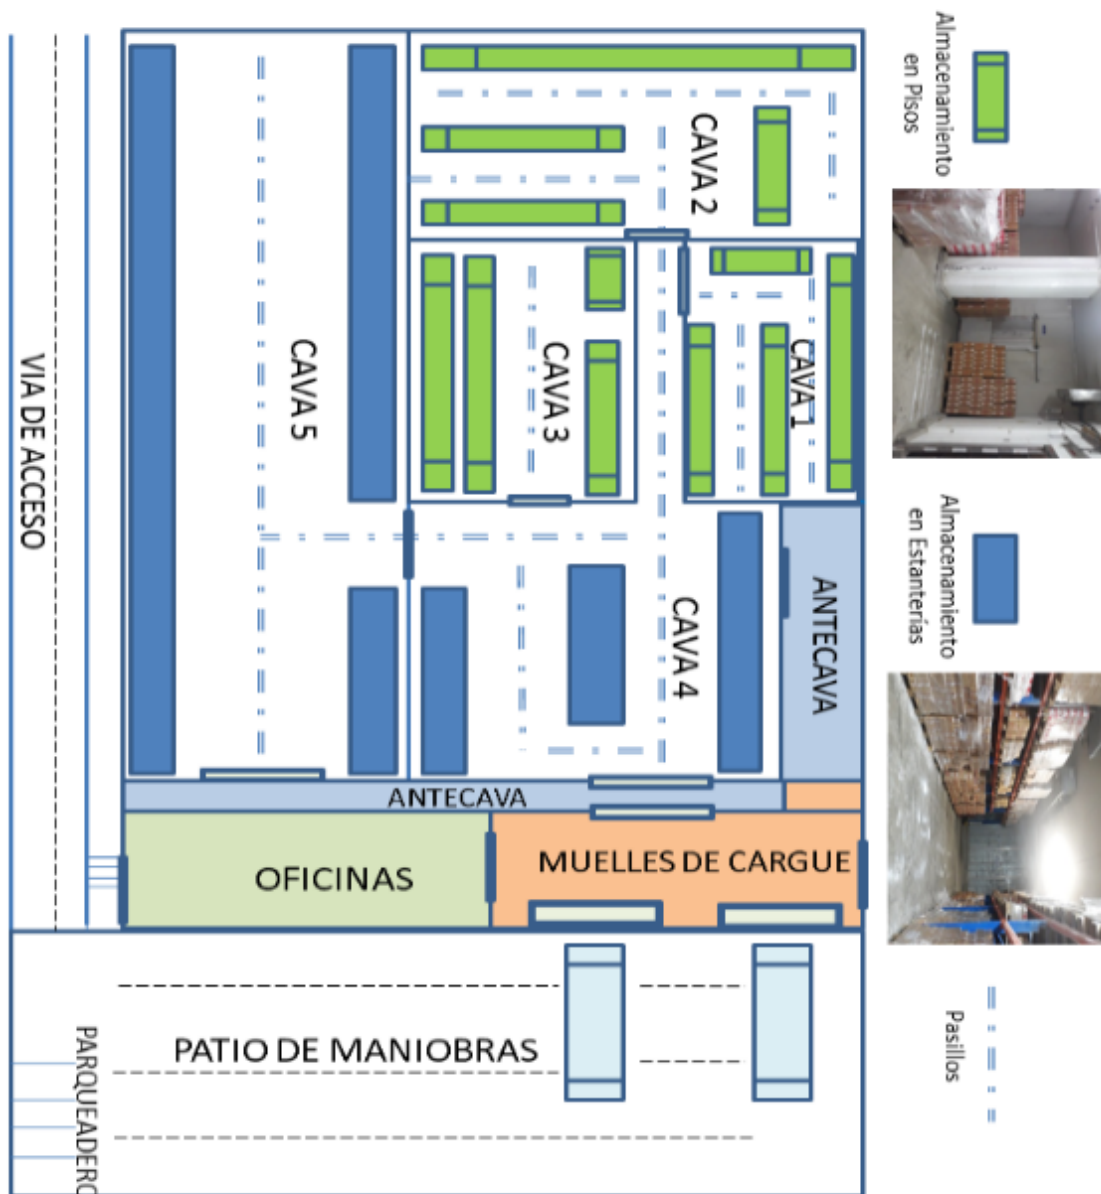 Almacenamiento
en Pisos
Almacenamiento
en Estanterías
Pasillos
CAVA 2
CAVA 1
CAVA 3
CAVA 5
CAVA 4
ANTECAVA
VIA DE ACCESO
ANTECAVA
OFICINAS
MUELLES DE CARGUE
PATIO DE MANIOBRAS
PARQUEADERO